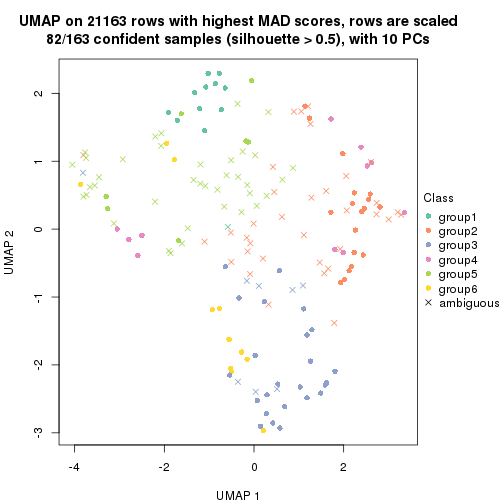 UMAP on 21163 rows with highest MAD scores, rows are scaled
82/163 confident samples (silhouette > 0.5), with 10 PCs
2
1
0
-1
-2
-3
UMAP 2
-4
-2
0
2
UMAP 1
Class
group1
group2
group3
group4
group5
group6
ambiguous